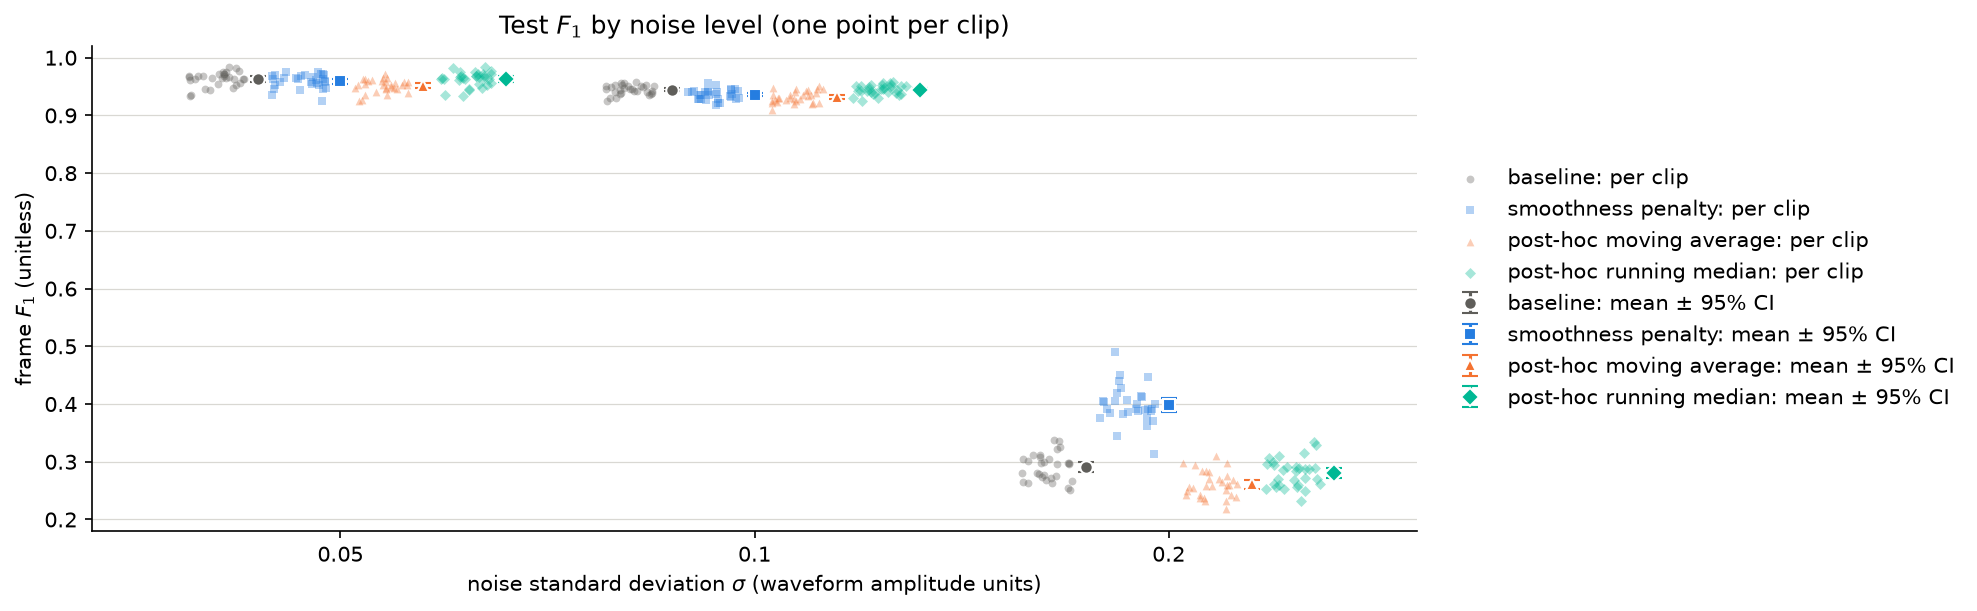 Test F₁ by noise level (one point per clip)
frame F₁ (unitless)
1.0
0.9
0.8
0.7
0.6
0.5
0.4
0.3
0.2
0.05
0.1
0.2
noise standard deviation σ (waveform amplitude units)
baseline: per clip
smoothness penalty: per clip
post-hoc moving average: per clip
post-hoc running median: per clip
baseline: mean ± 95% CI
smoothness penalty: mean ± 95% CI
post-hoc moving average: mean ± 95% CI
post-hoc running median: mean ± 95% CI